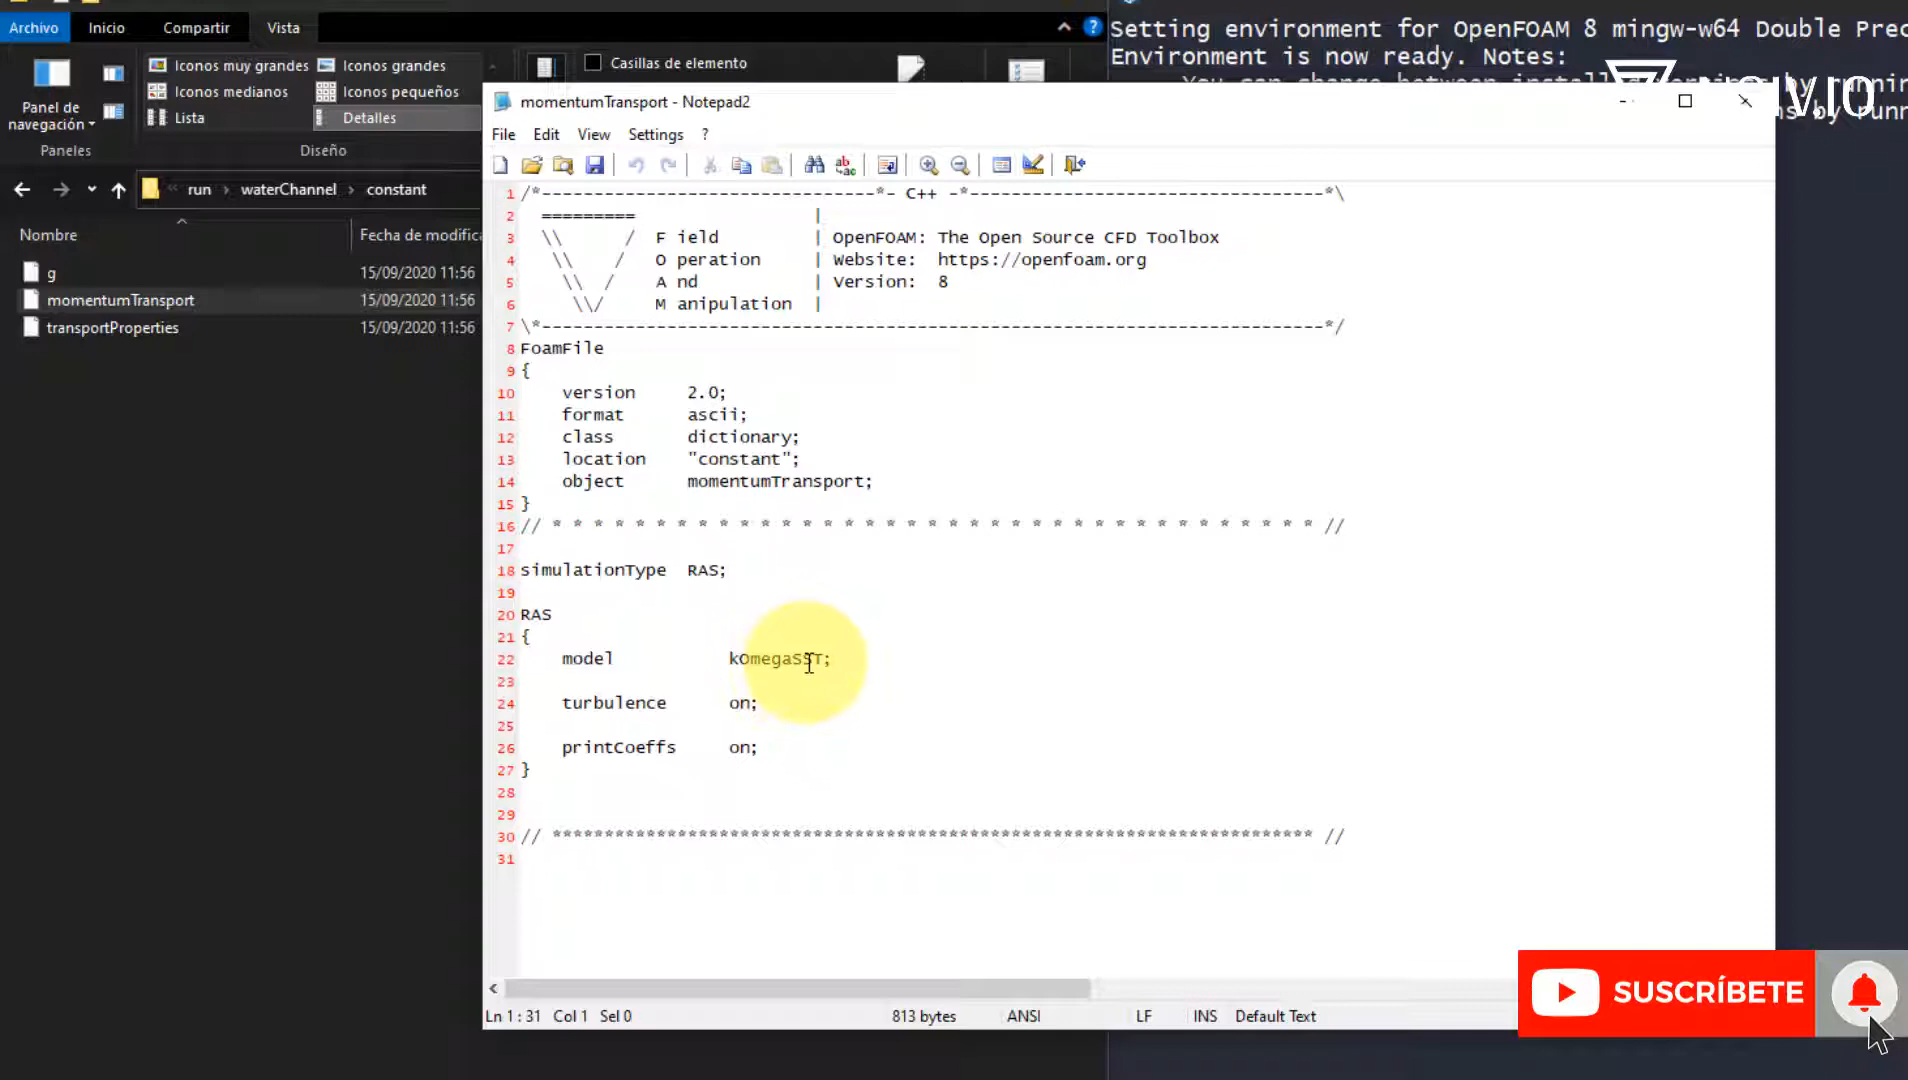 Archivo Inicio Compartir Vista
Iconos muy grandes Iconos grandes
Iconos medianos Iconos pequeños
Lista Detalles
Panel de
navegación
Paneles
Diseño
Casillas de elemento
run › waterChannel › constant
Nombre Fecha de modifica
g 15/09/2020 11:56
momentumTransport 15/09/2020 11:56
transportProperties 15/09/2020 11:56
Setting environment for OpenFOAM 8 mingw-w64 Double Prec
Environment is now ready. Notes:
momentumTransport - Notepad2
File Edit View Settings ?
1 /*--------------------------------*- C++ -*----------------------------------*\
2   =========                 |
3   \\      /  F ield         | OpenFOAM: The Open Source CFD Toolbox
4    \\    /   O peration     | Website:  https://openfoam.org
5     \\  /    A nd           | Version:  8
6      \\/     M anipulation  |
7 \*---------------------------------------------------------------------------*/
8 FoamFile
9 {
10     version     2.0;
11     format      ascii;
12     class       dictionary;
13     location    "constant";
14     object      momentumTransport;
15 }
16 // * * * * * * * * * * * * * * * * * * * * * * * * * * * * * * * * * * * * * //
17
18 simulationType  RAS;
19
20 RAS
21 {
22     model           kOmegaSST;
23
24     turbulence      on;
25
26     printCoeffs     on;
27 }
28
29
30 // ************************************************************************* //
31
Ln 1 : 31 Col 1 Sel 0 813 bytes ANSI LF INS Default Text
SUSCRÍBETE